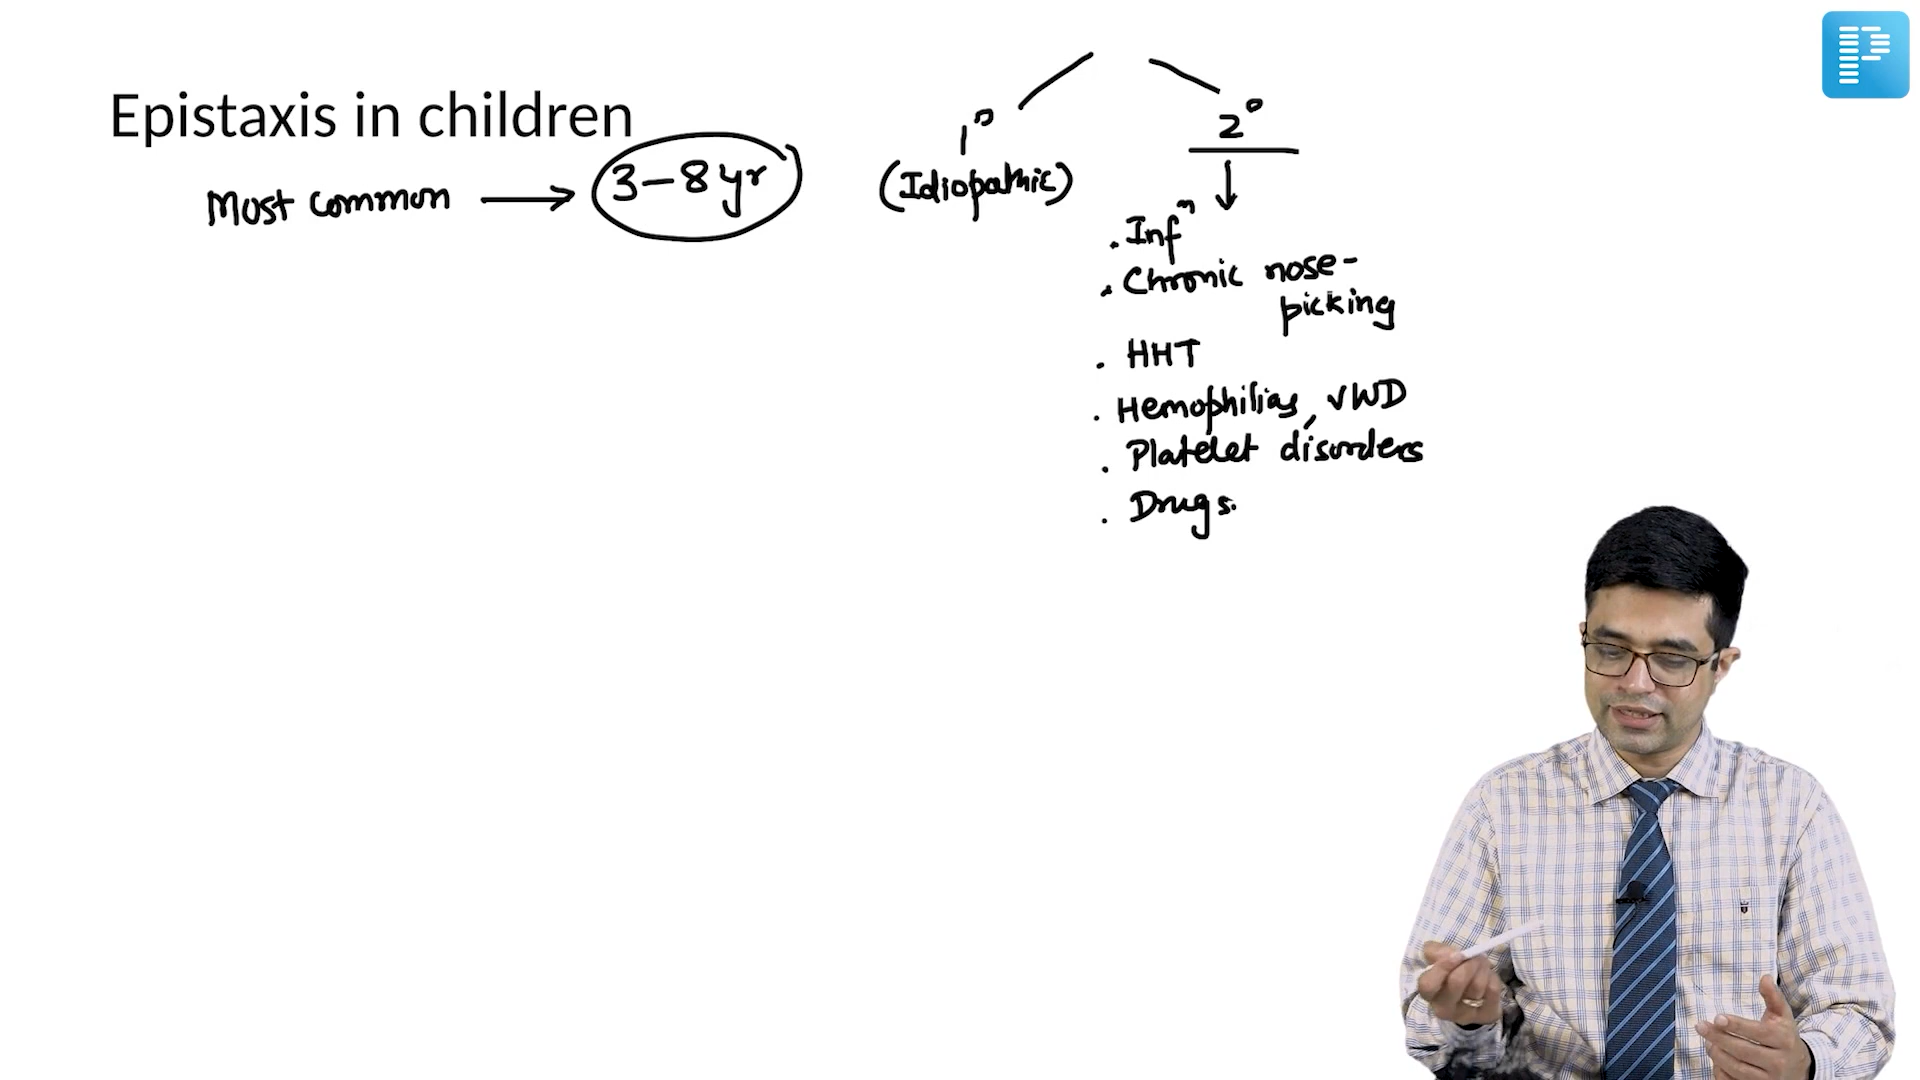 Epistaxis in children
Most common → 3-8 yr
1° 2°
(Idiopathic)
. Infⁿ
. Chronic nose-
picking
. HHT
. Hemophilias, vWD
. Platelet disorders
. Drugs.